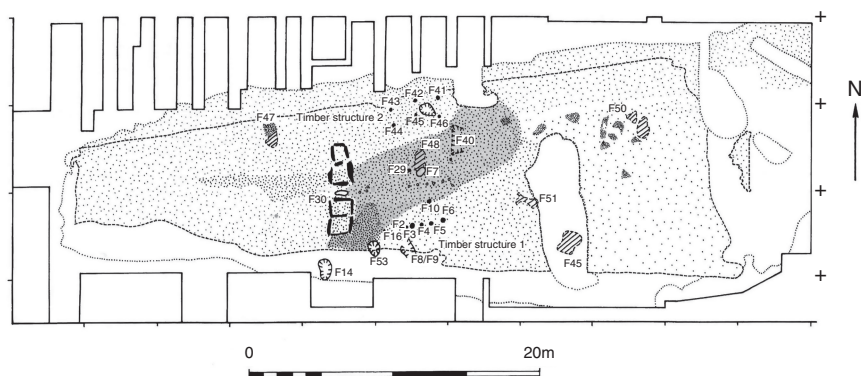 F42 F41
F43
F47 Timber structure 2 F45 F46 F50
F44 F40
F48
F29 F7
F30 F51
F10 F6
F2
F16 F3 F4 F5
Timber structure 1
F53 F8/F9 F45
F14
N
0 20m